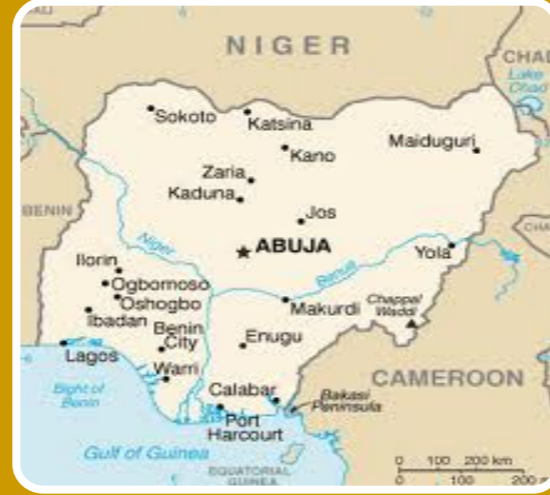 NIGER
CHAD
Lake
Chad
Sokoto
Katsina
Kano
Maiduguri
Zaria
Kaduna
Jos
BENIN
Niger
ABUJA
Benue
Yola
Ilorin
Ogbomoso
Oshogbo
Ibadan
Makurdi
Chappal
Waddi
Benin
City
Enugu
Lagos
Warri
CAMEROON
Bight of
Benin
Calabar
Bakasi
Peninsula
Port
Harcourt
Gulf of Guinea
EQUATORIAL
GUINEA
0 100 200 km
0 100